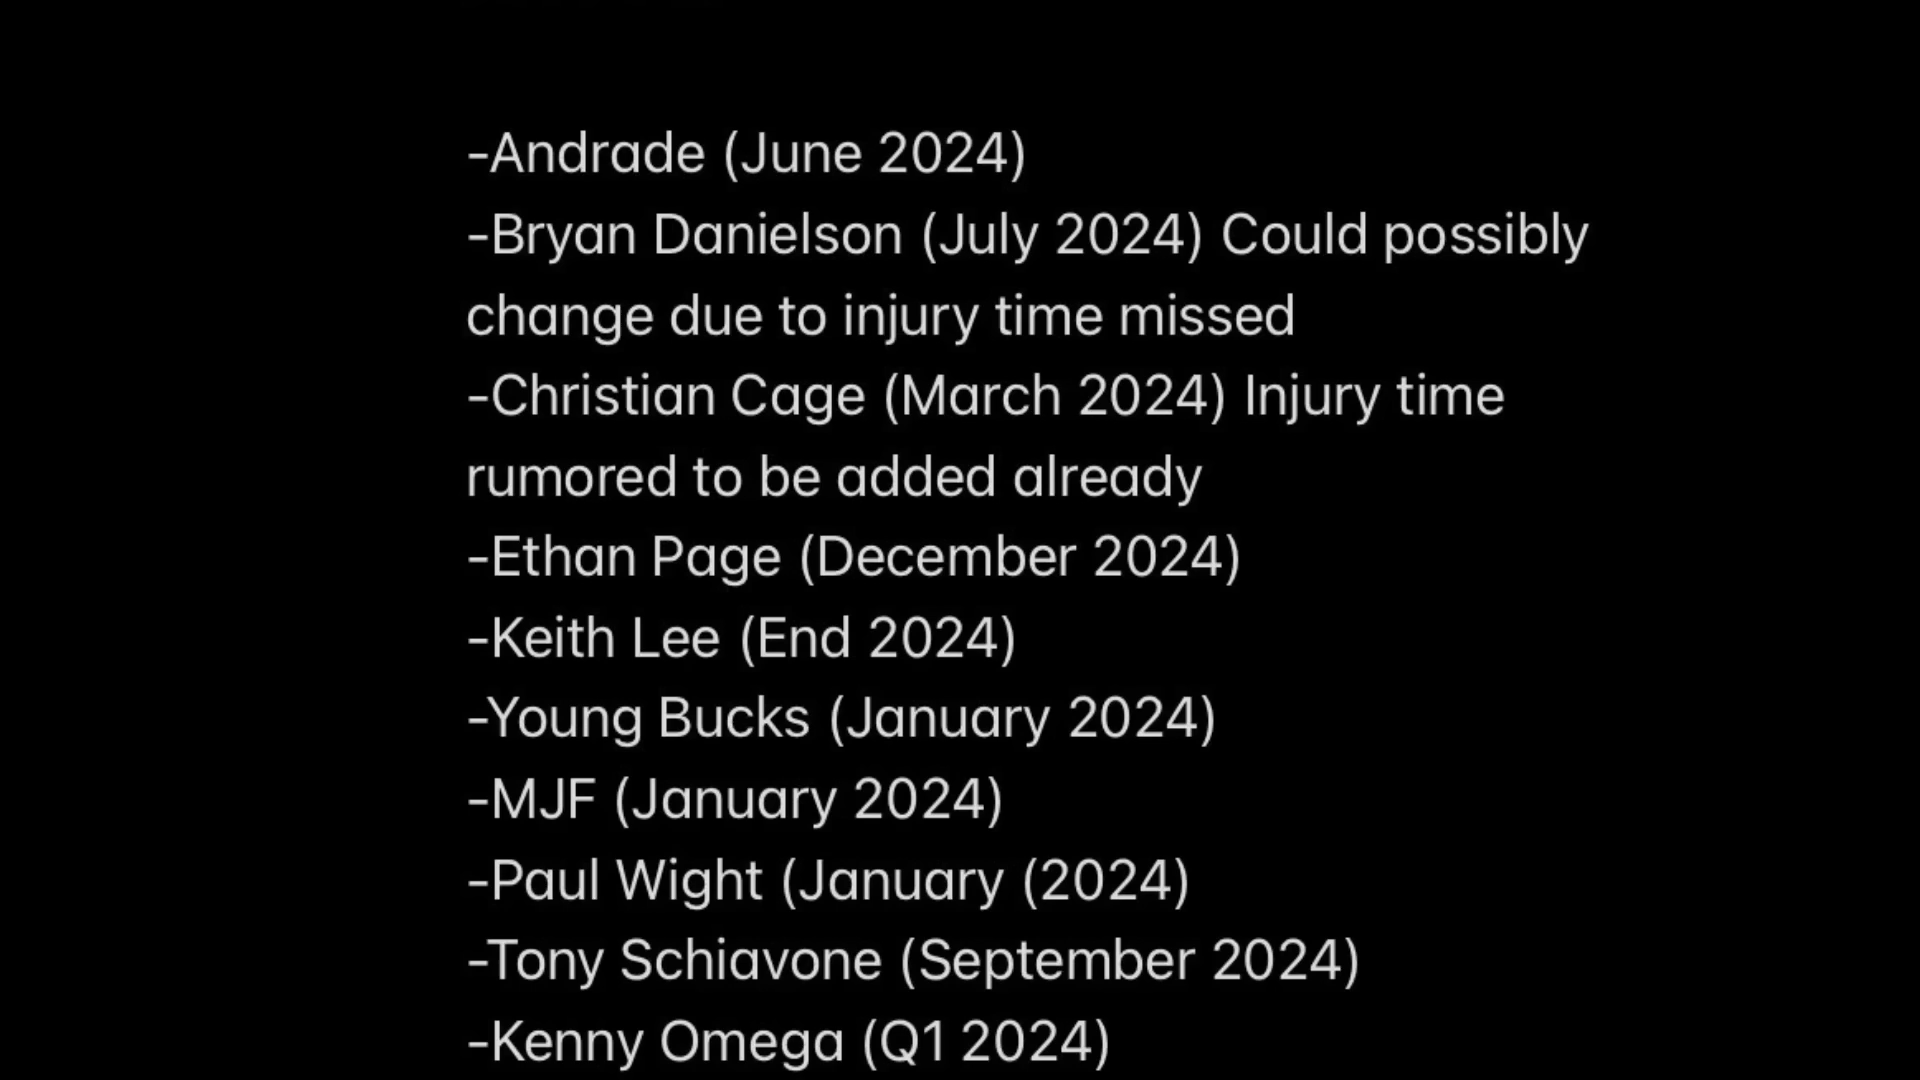 -Andrade (June 2024)
-Bryan Danielson (July 2024) Could possibly
change due to injury time missed
-Christian Cage (March 2024) Injury time
rumored to be added already
-Ethan Page (December 2024)
-Keith Lee (End 2024)
-Young Bucks (January 2024)
-MJF (January 2024)
-Paul Wight (January (2024)
-Tony Schiavone (September 2024)
-Kenny Omega (Q1 2024)